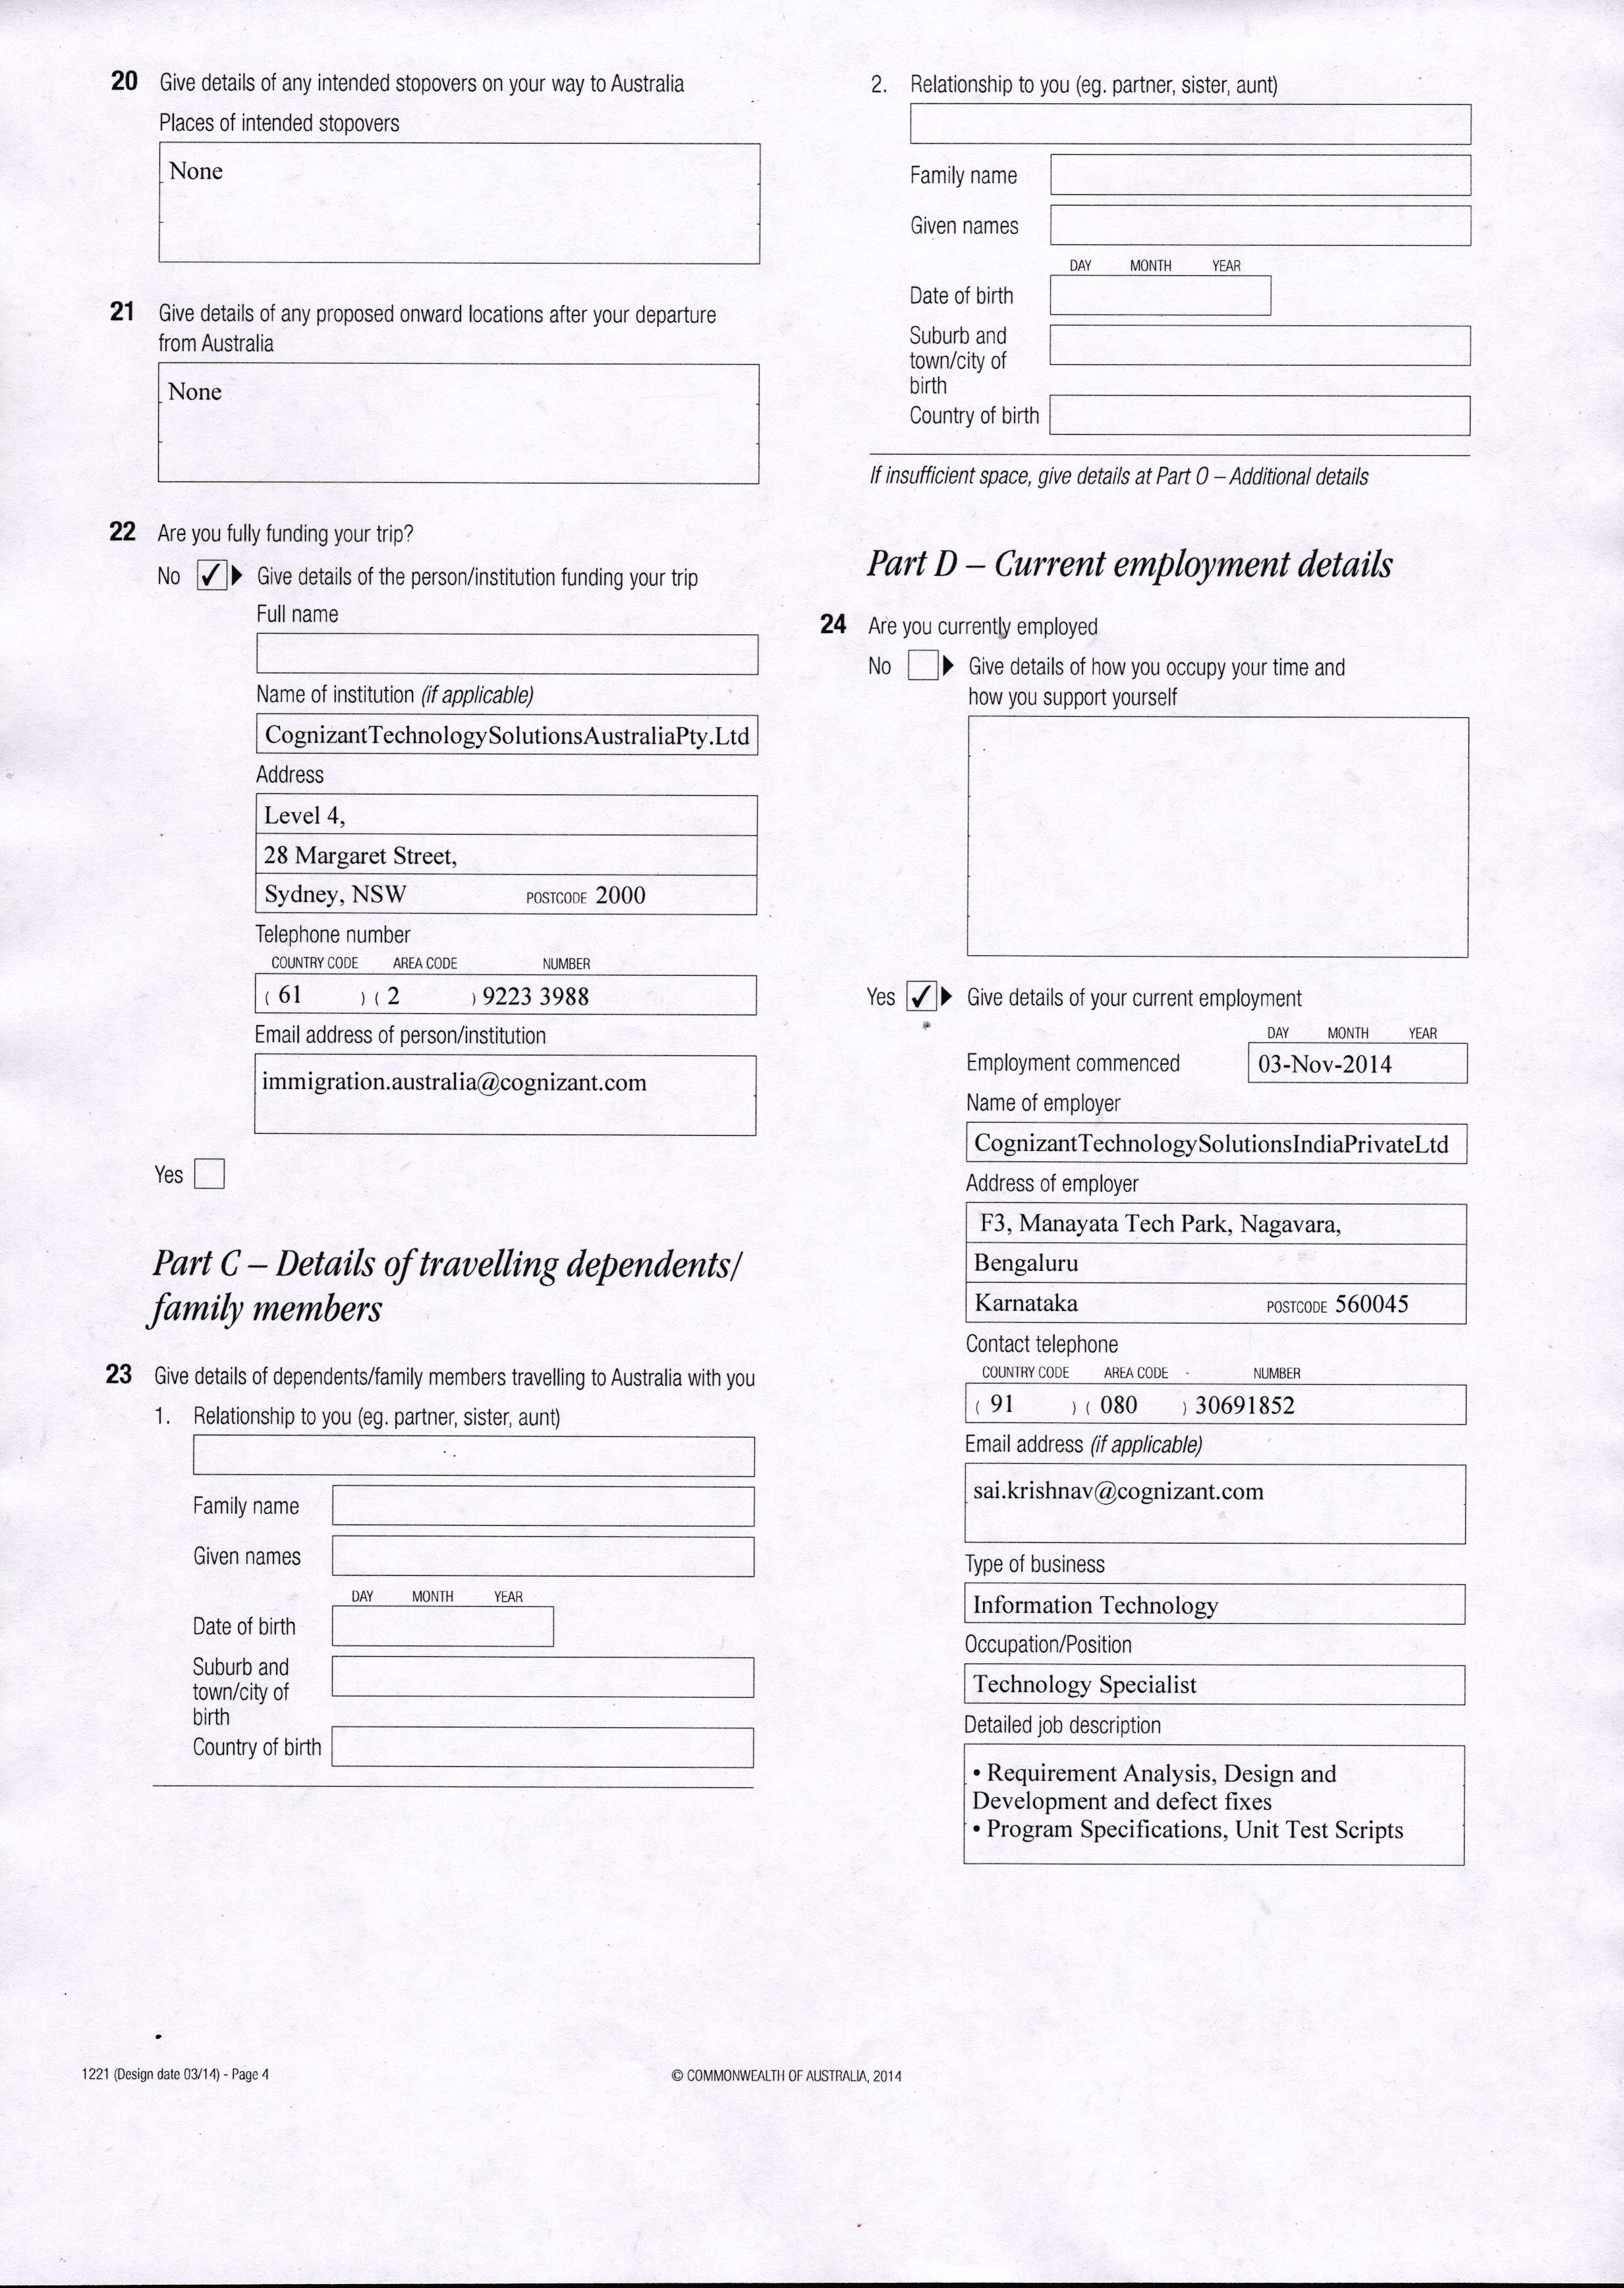 20 Give details of any intended stopovers on your way to Australia
Places of intended stopovers
None
21 Give details of any proposed onward locations after your departure
from Australia
None
22 Are you fully funding your trip?
No ✓ Give details of the person/institution funding your trip
Full name
Name of institution (if applicable)
CognizantTechnologySolutionsAustraliaPty.Ltd
Address
Level 4,
28 Margaret Street,
Sydney, NSW POSTCODE 2000
Telephone number
COUNTRY CODE AREA CODE NUMBER
( 61 ) ( 2 ) 9223 3988
Email address of person/institution
immigration.australia@cognizant.com
Yes
Part C – Details of travelling dependents/
family members
23 Give details of dependents/family members travelling to Australia with you
1. Relationship to you (eg. partner, sister, aunt)
Family name
Given names
DAY MONTH YEAR
Date of birth
Suburb and
town/city of
birth
Country of birth
2. Relationship to you (eg. partner, sister, aunt)
Family name
Given names
DAY MONTH YEAR
Date of birth
Suburb and
town/city of
birth
Country of birth
If insufficient space, give details at Part O – Additional details
Part D – Current employment details
24 Are you currently employed
No Give details of how you occupy your time and
how you support yourself
Yes ✓ Give details of your current employment
DAY MONTH YEAR
Employment commenced 03-Nov-2014
Name of employer
CognizantTechnologySolutionsIndiaPrivateLtd
Address of employer
F3, Manayata Tech Park, Nagavara,
Bengaluru
Karnataka POSTCODE 560045
Contact telephone
COUNTRY CODE AREA CODE NUMBER
( 91 ) ( 080 ) 30691852
Email address (if applicable)
sai.krishnav@cognizant.com
Type of business
Information Technology
Occupation/Position
Technology Specialist
Detailed job description
• Requirement Analysis, Design and
Development and defect fixes
• Program Specifications, Unit Test Scripts
1221 (Design date 03/14) - Page 4
© COMMONWEALTH OF AUSTRALIA, 2014